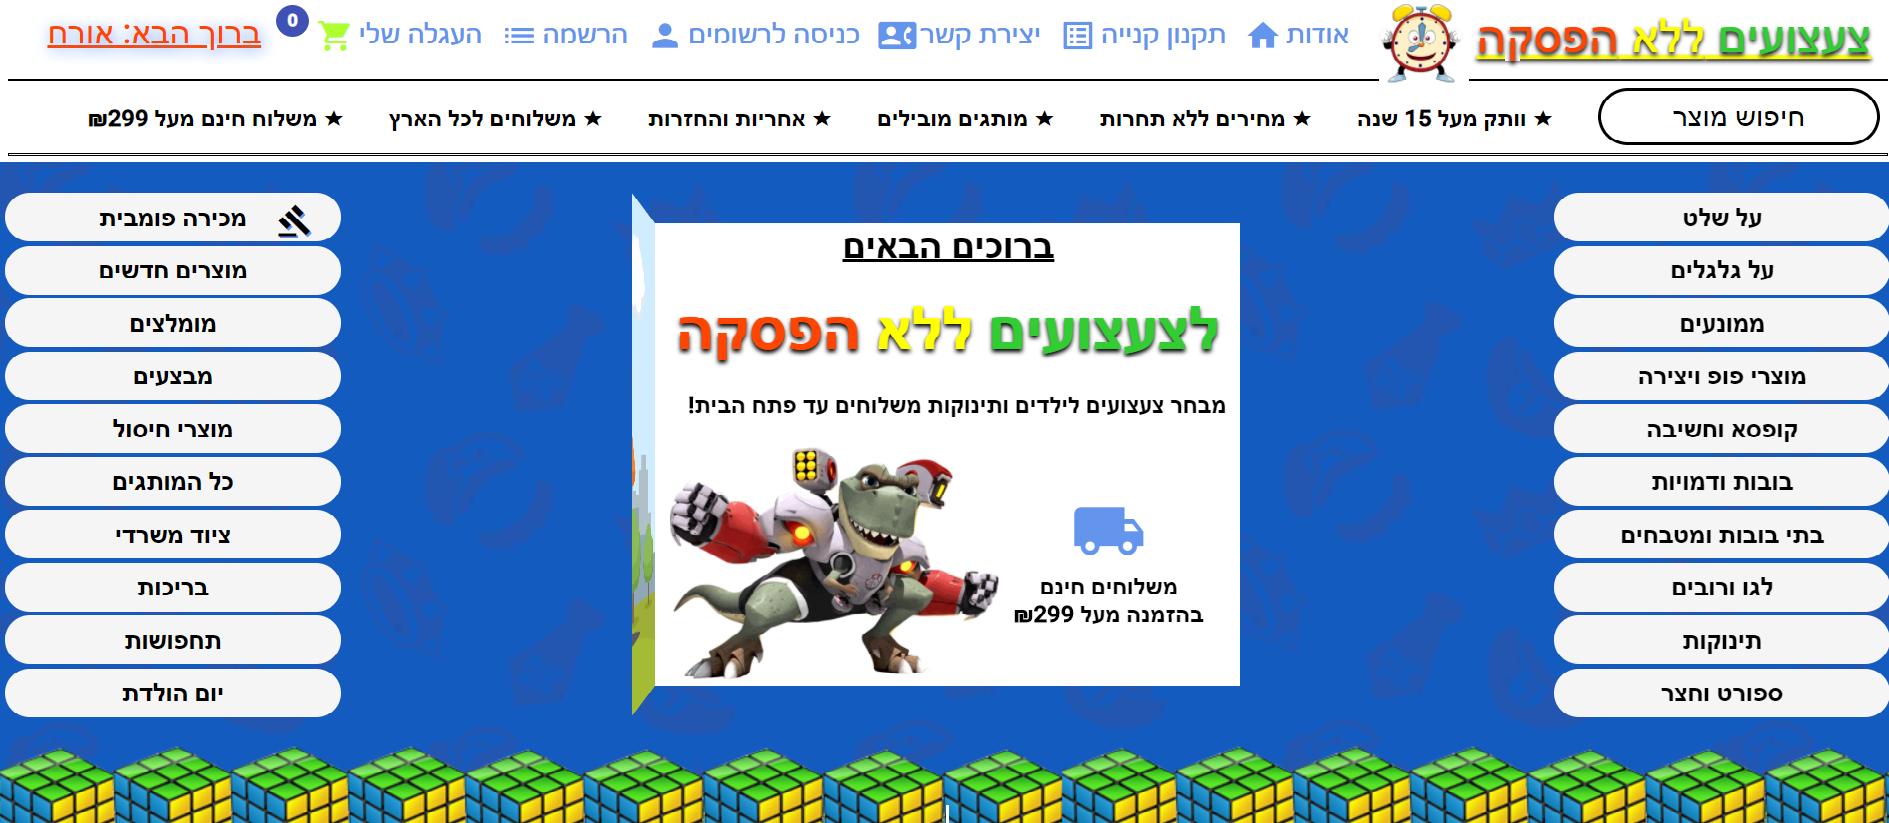 צעצועים ללא הפסקה
אודות
תקנון קנייה
יצירת קשר
כניסה לרשומים
הרשמה
העגלה שלי
0
ברוך הבא: אורח
חיפוש מוצר
★ וותק מעל 15 שנה
★ מחירים ללא תחרות
★ מותגים מובילים
★ אחריות והחזרות
★ משלוחים לכל הארץ
★ משלוח חינם מעל 299₪
על שלט
על גלגלים
ממונעים
מוצרי פופ ויצירה
קופסא וחשיבה
בובות ודמויות
בתי בובות ומטבחים
לגו ורובים
תינוקות
ספורט וחצר
ברוכים הבאים
לצעצועים ללא הפסקה
מבחר צעצועים לילדים ותינוקות משלוחים עד פתח הבית!
משלוחים חינם
בהזמנה מעל 299₪
מכירה פומבית
מוצרים חדשים
מומלצים
מבצעים
מוצרי חיסול
כל המותגים
ציוד משרדי
בריכות
תחפושות
יום הולדת